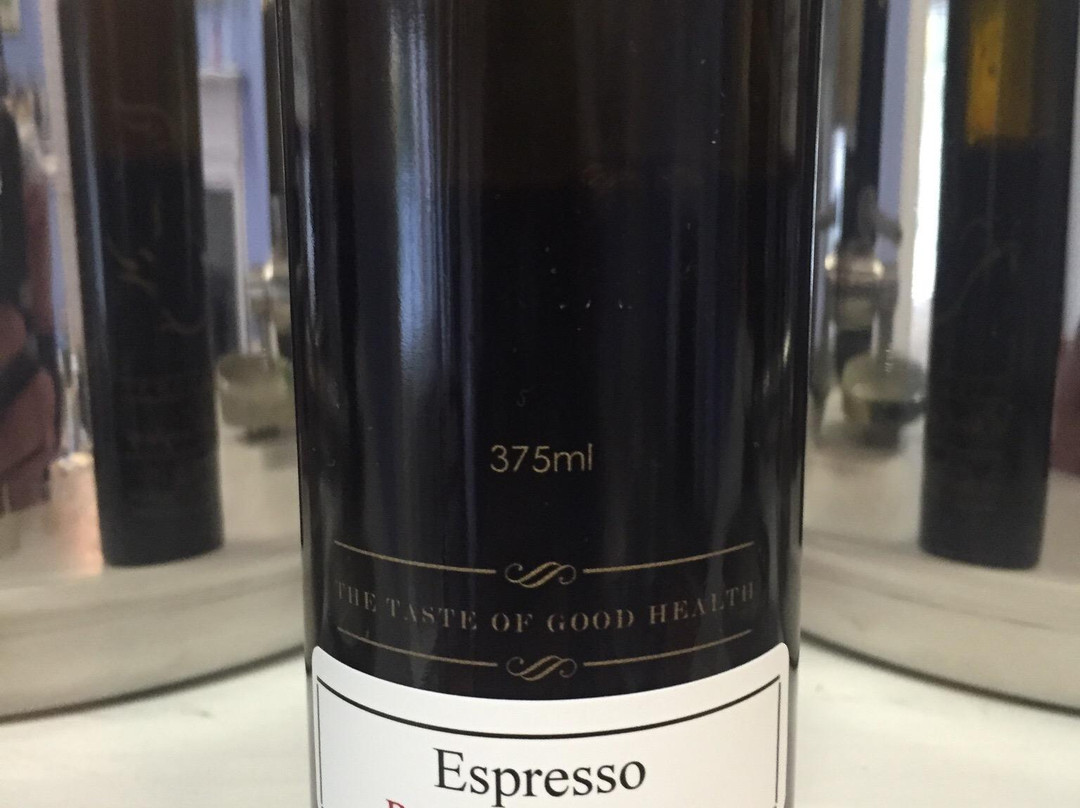 375ml
THE TASTE OF GOOD HEALTH
Espresso